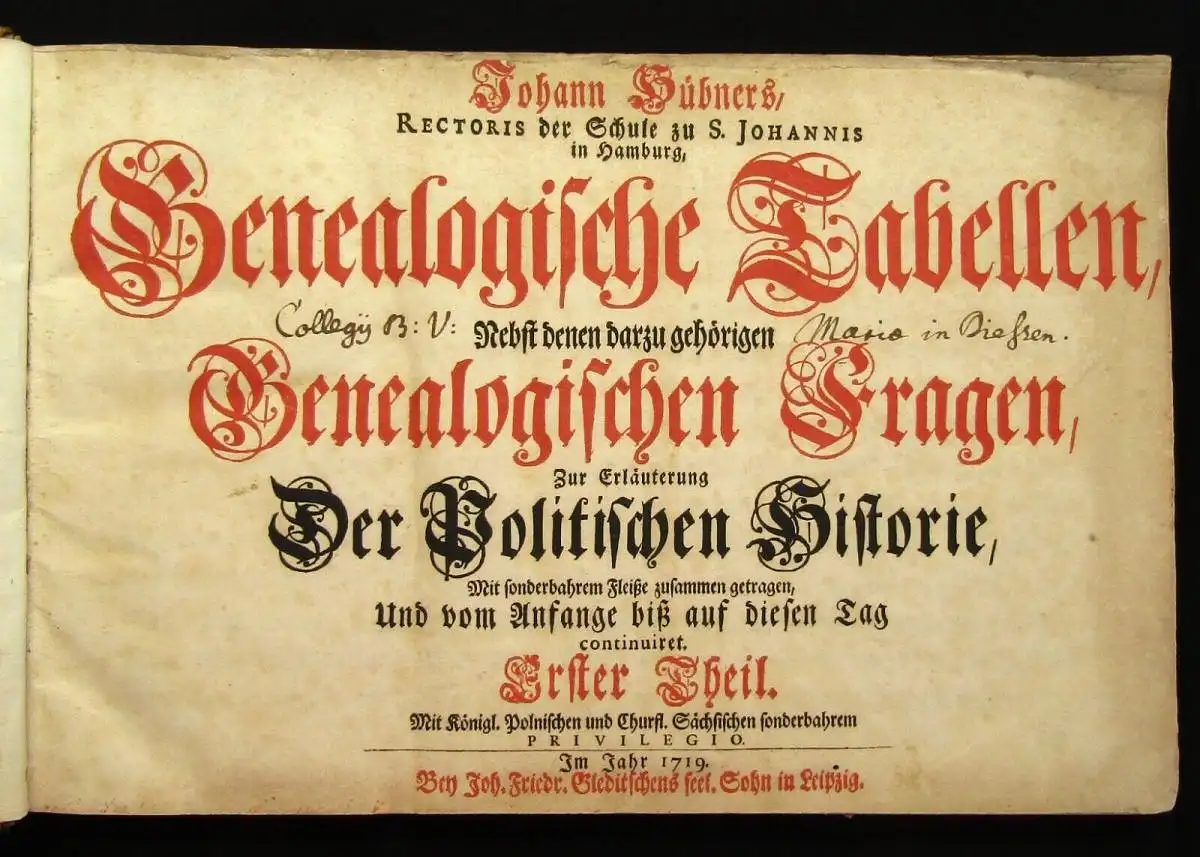 Johann Hübners,
RECTORIS der Schule zu S. JOHANNIS
in Hamburg,
Genealogische Tabellen,
Collegÿ B: V: Nebst denen darzu gehörigen Maria in Diessen.
Genealogischen Fragen,
Zur Erläuterung
Der Politischen Historie,
Mit sonderbahrem Fleiße zusammen getragen,
Und vom Anfange biß auf diesen Tag
continuiret.
Erster Theil.
Mit Königl. Polnischen und Churfl. Sächsischen sonderbahrem
PRIVILEGIO.
Im Jahr 1719.
Bey Joh. Friedr. Gleditschens seel. Sohn in Leipzig.